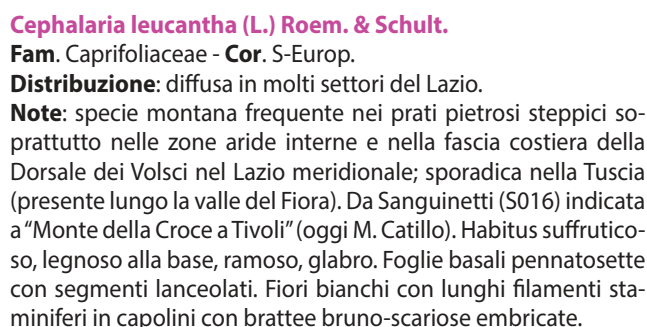 Cephalaria leucantha (L.) Roem. & Schult.
Fam. Caprifoliaceae - Cor. S-Europ.
Distribuzione: diffusa in molti settori del Lazio.
Note: specie montana frequente nei prati pietrosi steppici so-
prattutto nelle zone aride interne e nella fascia costiera della
Dorsale dei Volsci nel Lazio meridionale; sporadica nella Tuscia
(presente lungo la valle del Fiora). Da Sanguinetti (S016) indicata
a “Monte della Croce a Tivoli” (oggi M. Catillo). Habitus suffrutico-
so, legnoso alla base, ramoso, glabro. Foglie basali pennatosette
con segmenti lanceolati. Fiori bianchi con lunghi filamenti sta-
miniferi in capolini con brattee bruno-scariose embricate.